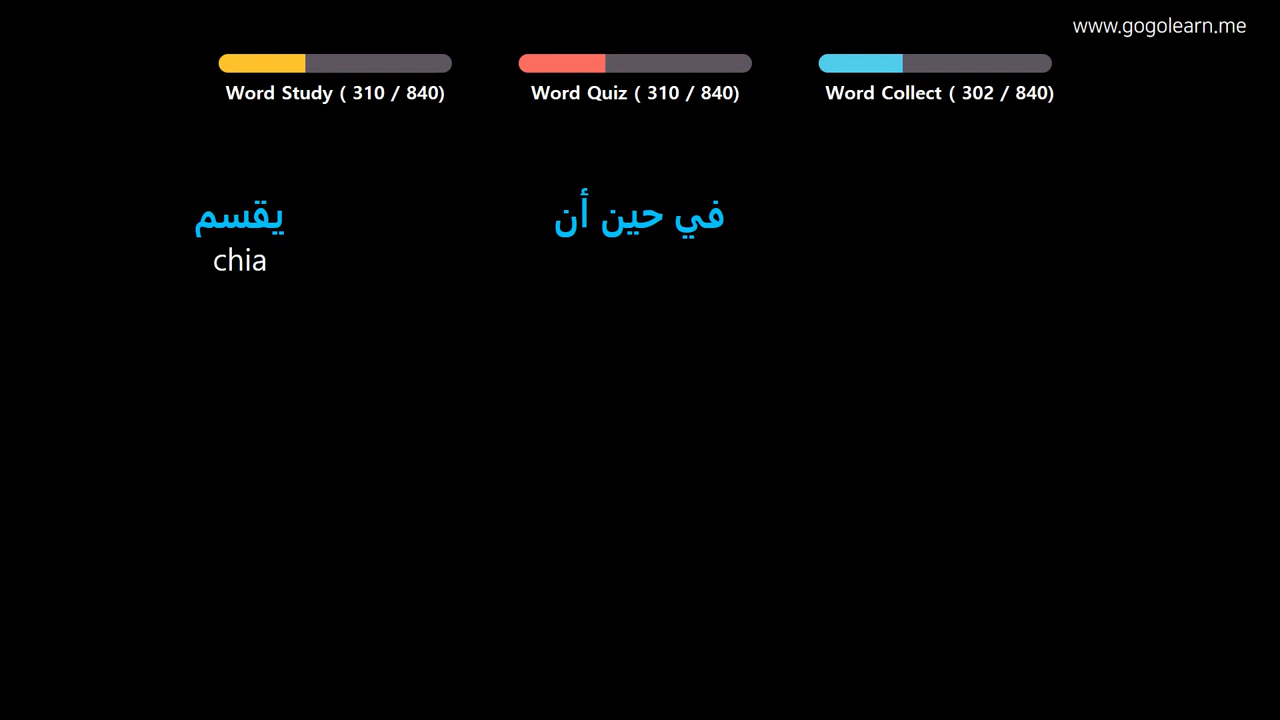 www.gogolearn.me
Word Study ( 310 / 840)
Word Quiz ( 310 / 840)
Word Collect ( 302 / 840)
يقسم
chia
في حين أن